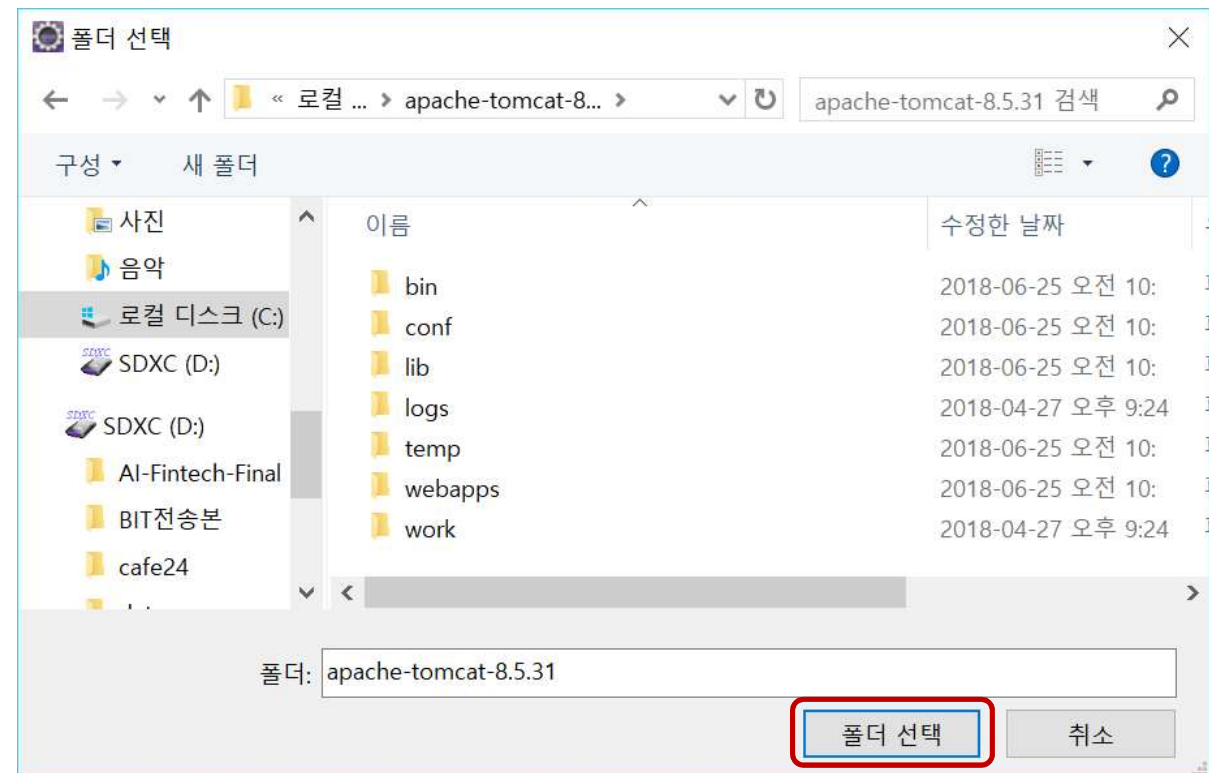 폴더 선택
« 로컬 ... > apache-tomcat-8... >
apache-tomcat-8.5.31 검색
구성
새 폴더
사진
음악
로컬 디스크 (C:)
SDXC (D:)
SDXC (D:)
AI-Fintech-Final
BIT전송본
cafe24
이름 수정한 날짜
bin 2018-06-25 오전 10:
conf 2018-06-25 오전 10:
lib 2018-06-25 오전 10:
logs 2018-04-27 오후 9:24
temp 2018-06-25 오전 10:
webapps 2018-06-25 오전 10:
work 2018-04-27 오후 9:24
폴더: apache-tomcat-8.5.31
폴더 선택 취소